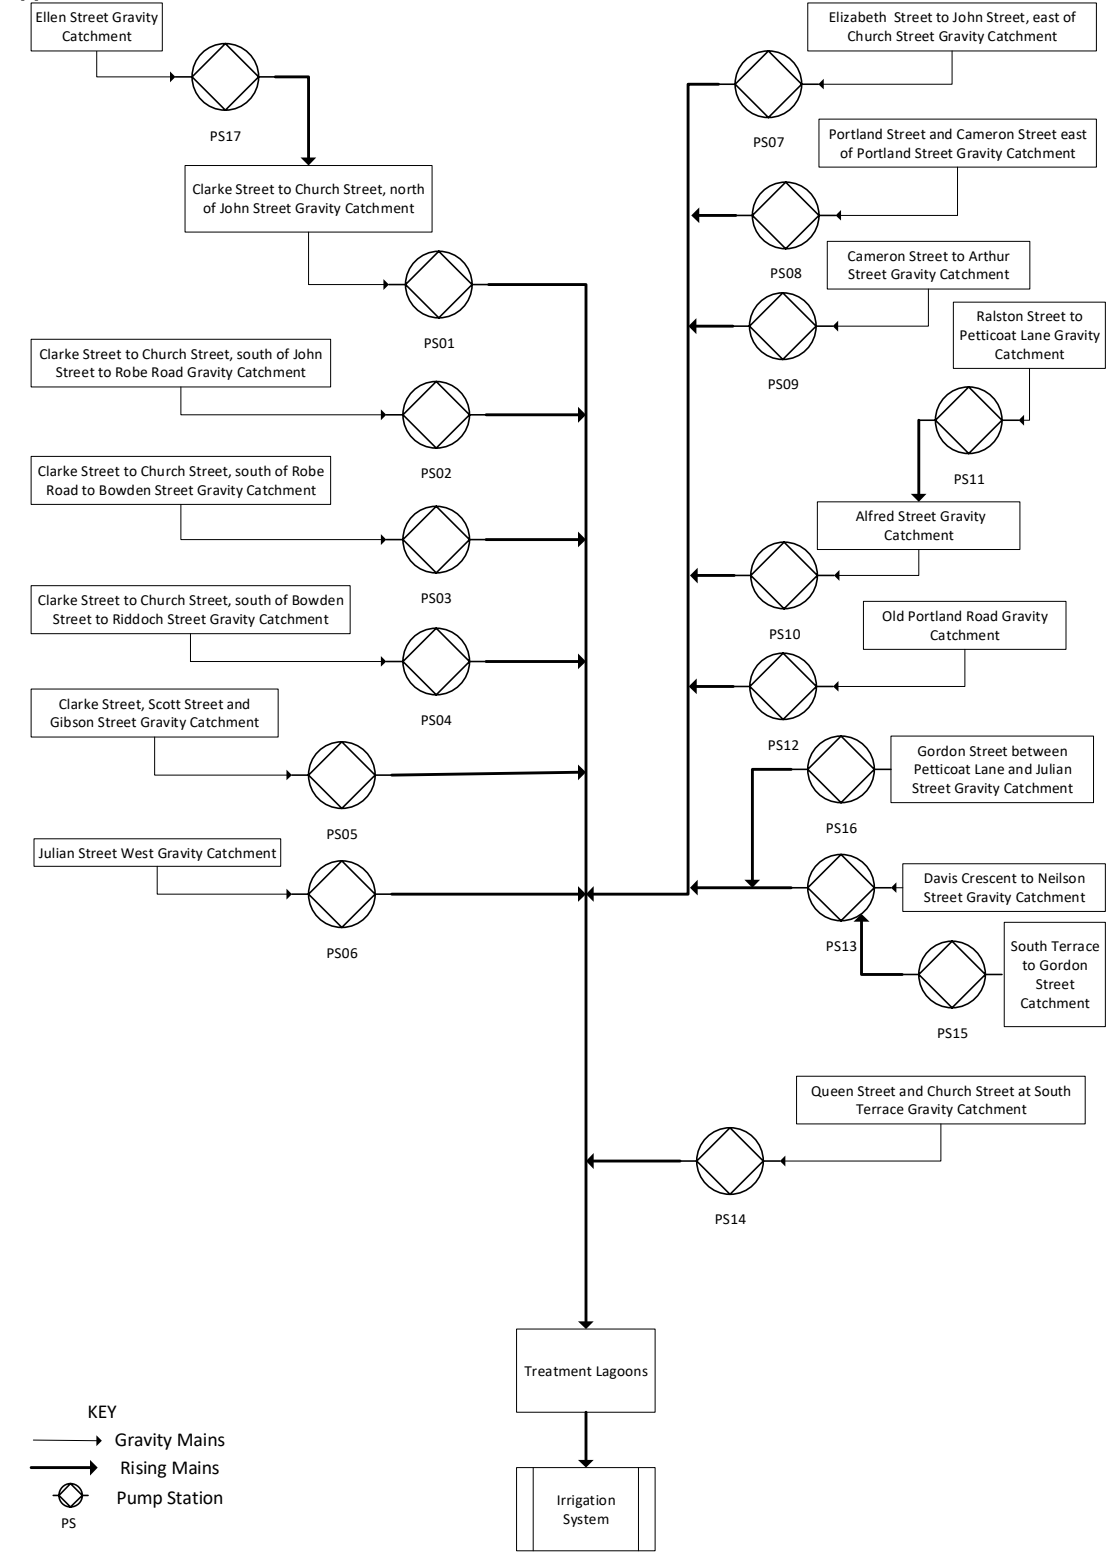 Ellen Street Gravity
Catchment
PS17
Clarke Street to Church Street, north
of John Street Gravity Catchment
PS01
Clarke Street to Church Street, south of John
Street to Robe Road Gravity Catchment
PS02
Clarke Street to Church Street, south of Robe
Road to Bowden Street Gravity Catchment
PS03
Clarke Street to Church Street, south of Bowden
Street to Riddoch Street Gravity Catchment
PS04
Clarke Street, Scott Street and
Gibson Street Gravity Catchment
PS05
Julian Street West Gravity Catchment
PS06
Elizabeth Street to John Street, east of
Church Street Gravity Catchment
PS07
Portland Street and Cameron Street east
of Portland Street Gravity Catchment
PS08
Cameron Street to Arthur
Street Gravity Catchment
PS09
Ralston Street to
Petticoat Lane Gravity
Catchment
PS11
Alfred Street Gravity
Catchment
PS10
Old Portland Road Gravity
Catchment
PS12
Gordon Street between
Petticoat Lane and Julian
Street Gravity Catchment
PS16
Davis Crescent to Neilson
Street Gravity Catchment
PS13
South Terrace
to Gordon
Street
Catchment
PS15
Queen Street and Church Street at South
Terrace Gravity Catchment
PS14
Treatment Lagoons
Irrigation
System
KEY
Gravity Mains
Rising Mains
Pump Station
PS